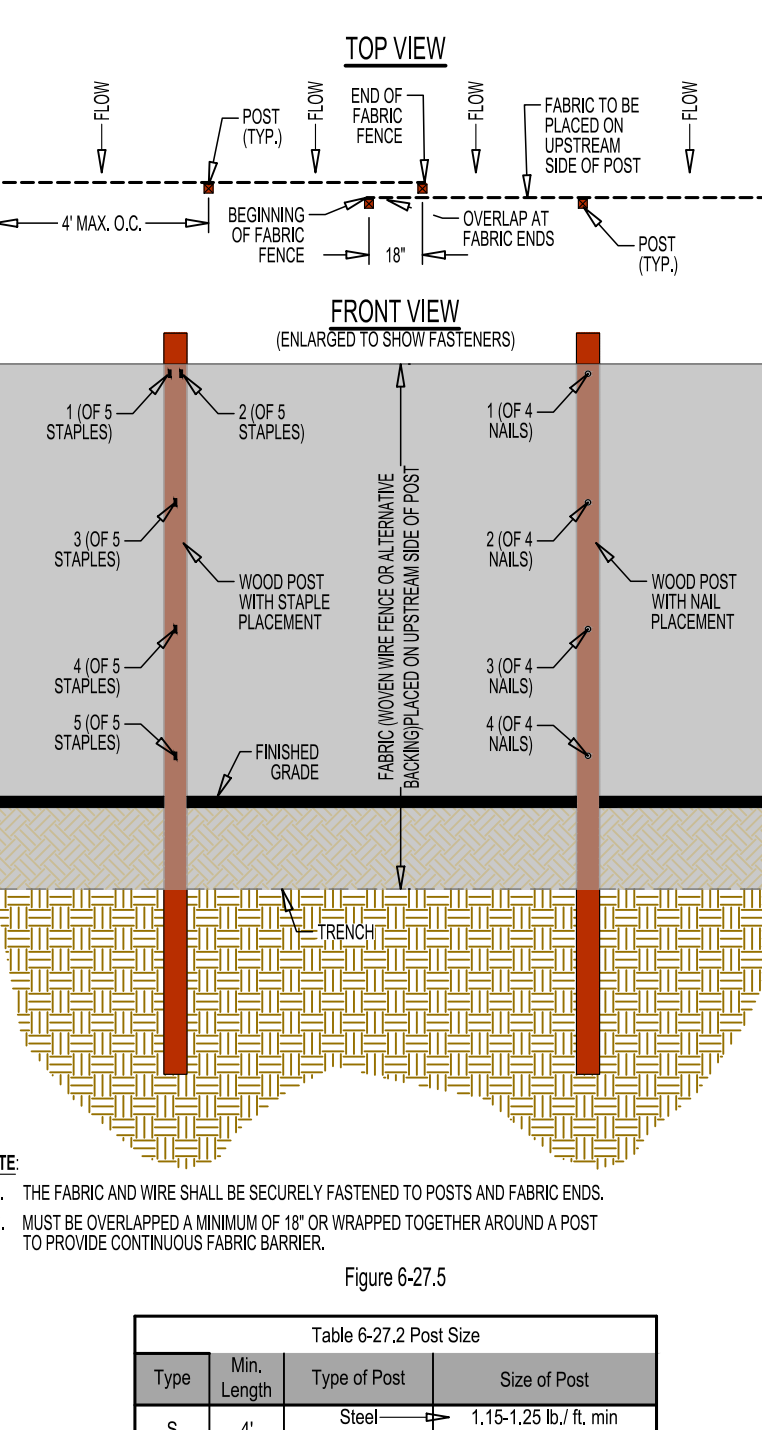 TOP VIEW
FLOW
POST
(TYP.)
FLOW
END OF
FABRIC
FENCE
FLOW
FABRIC TO BE
PLACED ON
UPSTREAM
SIDE OF POST
FLOW
4' MAX. O.C.
BEGINNING
OF FABRIC
FENCE
18"
OVERLAP AT
FABRIC ENDS
POST
(TYP.)
FRONT VIEW
(ENLARGED TO SHOW FASTENERS)
1 (OF 5
STAPLES)
2 (OF 5
STAPLES)
3 (OF 5
STAPLES)
WOOD POST
WITH STAPLE
PLACEMENT
4 (OF 5
STAPLES)
5 (OF 5
STAPLES)
FINISHED
GRADE
FABRIC (WOVEN WIRE FENCE OR ALTERNATIVE
BACKING)PLACED ON UPSTREAM SIDE OF POST
1 (OF 4
NAILS)
2 (OF 4
NAILS)
WOOD POST
WITH NAIL
PLACEMENT
3 (OF 4
NAILS)
4 (OF 4
NAILS)
TRENCH
TE:
. THE FABRIC AND WIRE SHALL BE SECURELY FASTENED TO POSTS AND FABRIC ENDS.
. MUST BE OVERLAPPED A MINIMUM OF 18" OR WRAPPED TOGETHER AROUND A POST
TO PROVIDE CONTINUOUS FABRIC BARRIER.
Figure 6-27.5
Table 6-27.2 Post Size
Type
Min.
Length
Type of Post
Size of Post
S
4'
Steel
1.15-1.25 lb./ ft. min